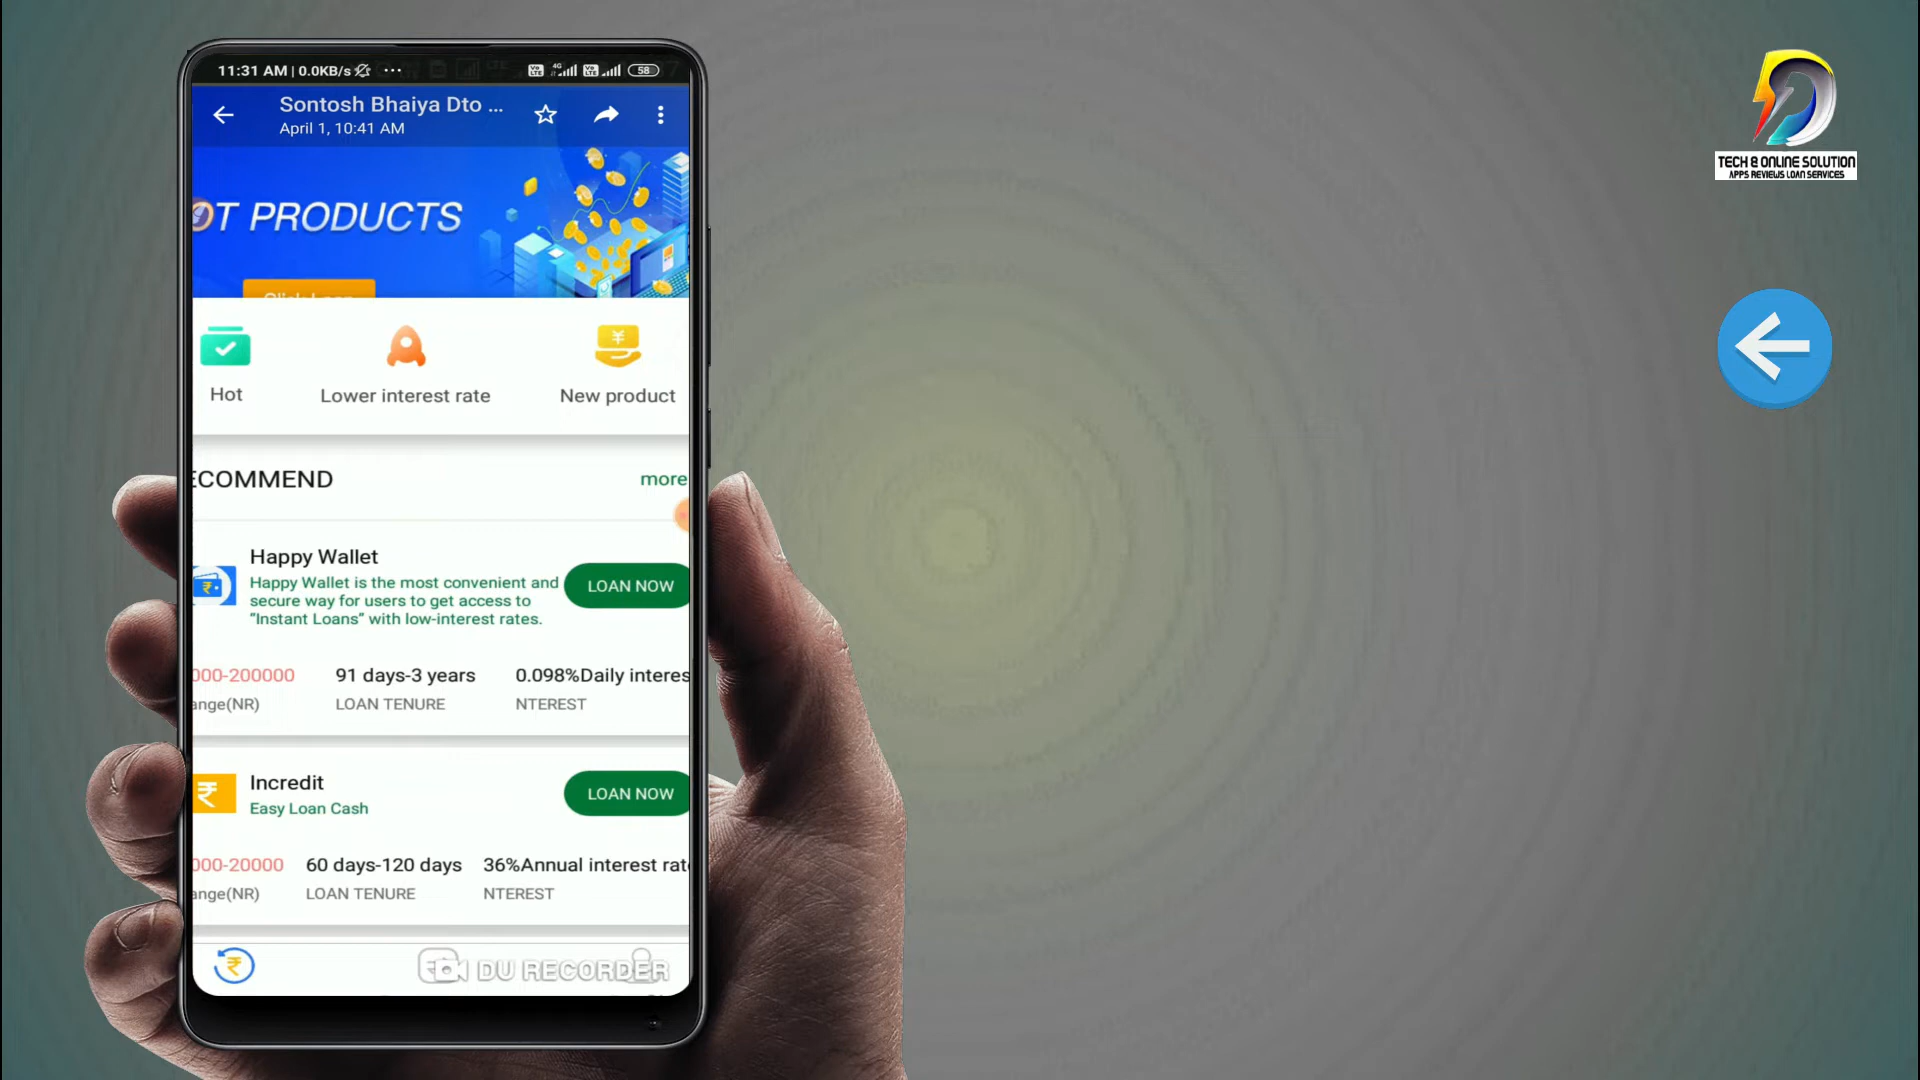 11:31 AM | 0.0KB/s
58
Sontosh Bhaiya Dto ...
April 1, 10:41 AM
OT PRODUCTS
Hot
Lower interest rate
New product
ECOMMEND
more
Happy Wallet
Happy Wallet is the most convenient and
secure way for users to get access to
"Instant Loans" with low-interest rates.
LOAN NOW
000-200000
91 days-3 years
0.098%Daily interes
ange(NR)
LOAN TENURE
NTEREST
Incredit
Easy Loan Cash
LOAN NOW
000-20000
60 days-120 days
36%Annual interest rat
ange(NR)
LOAN TENURE
NTEREST
DU RECORDER
TECH & ONLINE SOLUTION
APPS REVIEWS LOAN SERVICES